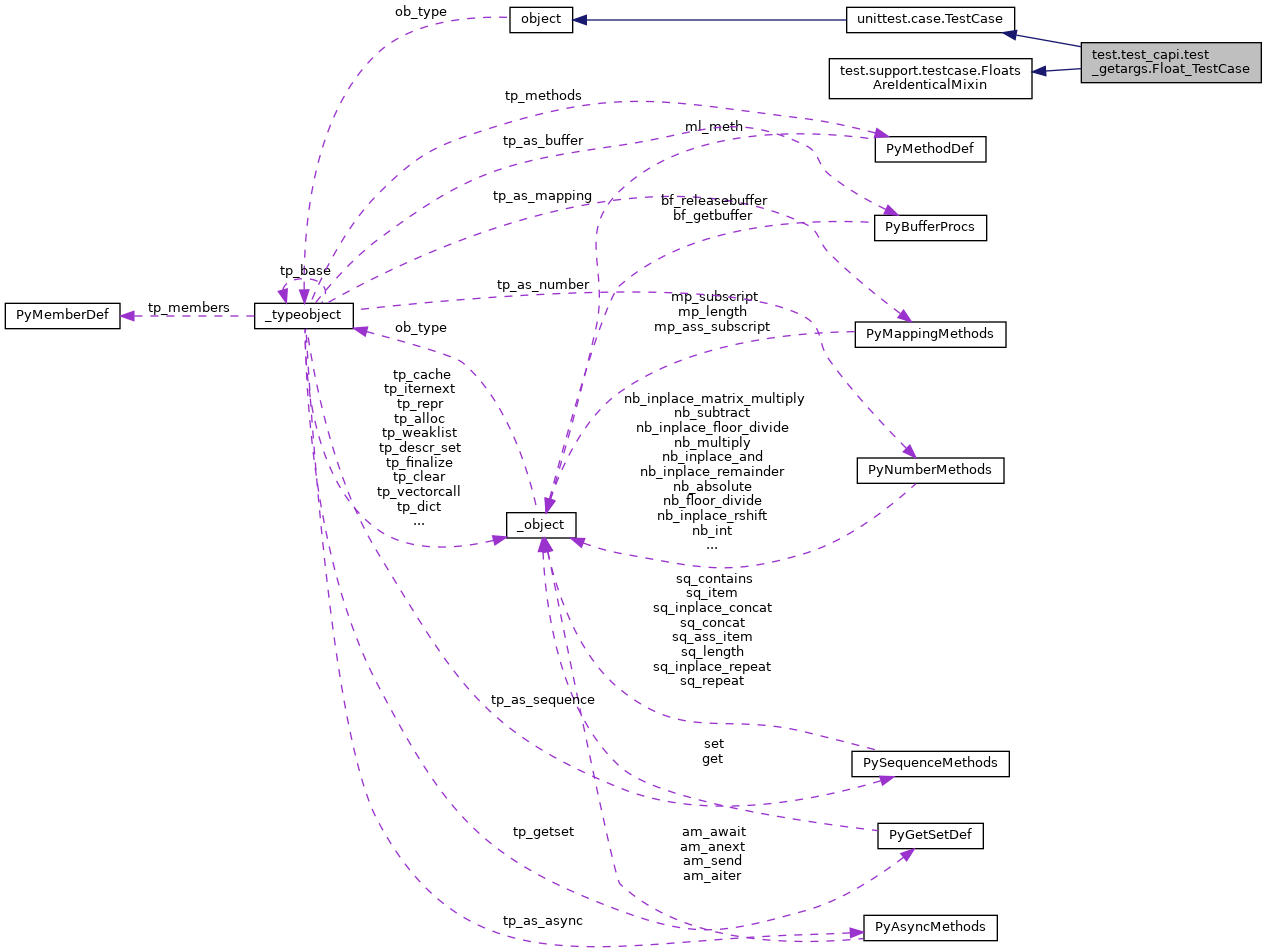 ob_type
object
unittest.case.TestCase
test.test_capi.test
_getargs.Float_TestCase
test.support.testcase.Floats
AreIdenticalMixin
tp_methods
ml_meth
tp_as_buffer
PyMethodDef
tp_as_mapping
bf_releasebuffer
bf_getbuffer
PyBufferProcs
tp_base
tp_as_number
mp_subscript
mp_length
mp_ass_subscript
PyMemberDef
tp_members
_typeobject
ob_type
PyMappingMethods
tp_cache
tp_iternext
tp_repr
tp_alloc
tp_weaklist
tp_descr_set
tp_finalize
tp_clear
tp_vectorcall
tp_dict
...
nb_inplace_matrix_multiply
nb_subtract
nb_inplace_floor_divide
nb_multiply
nb_inplace_and
nb_inplace_remainder
nb_absolute
nb_floor_divide
nb_inplace_rshift
nb_int
...
PyNumberMethods
_object
sq_contains
sq_item
sq_inplace_concat
sq_concat
sq_ass_item
sq_length
sq_inplace_repeat
sq_repeat
tp_as_sequence
set
get
PySequenceMethods
tp_getset
am_await
am_anext
am_send
am_aiter
PyGetSetDef
tp_as_async
PyAsyncMethods